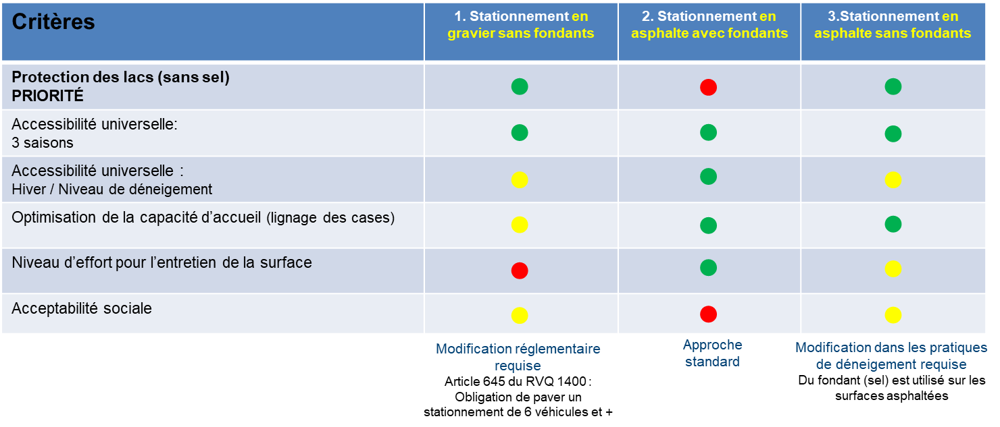 Critères
1. Stationnement en
gravier sans fondants
2. Stationnement en
asphalte avec fondants
3.Stationnement en
asphalte sans fondants
Protection des lacs (sans sel)
PRIORITÉ
Accessibilité universelle:
3 saisons
Accessibilité universelle :
Hiver / Niveau de déneigement
Optimisation de la capacité d'accueil (lignage des cases)
Niveau d'effort pour l'entretien de la surface
Acceptabilité sociale
Modification réglementaire
requise
Article 645 du RVQ 1400 :
Obligation de paver un
stationnement de 6 véhicules et +
Approche
standard
Modification dans les pratiques
de déneigement requise
Du fondant (sel) est utilisé sur les
surfaces asphaltées